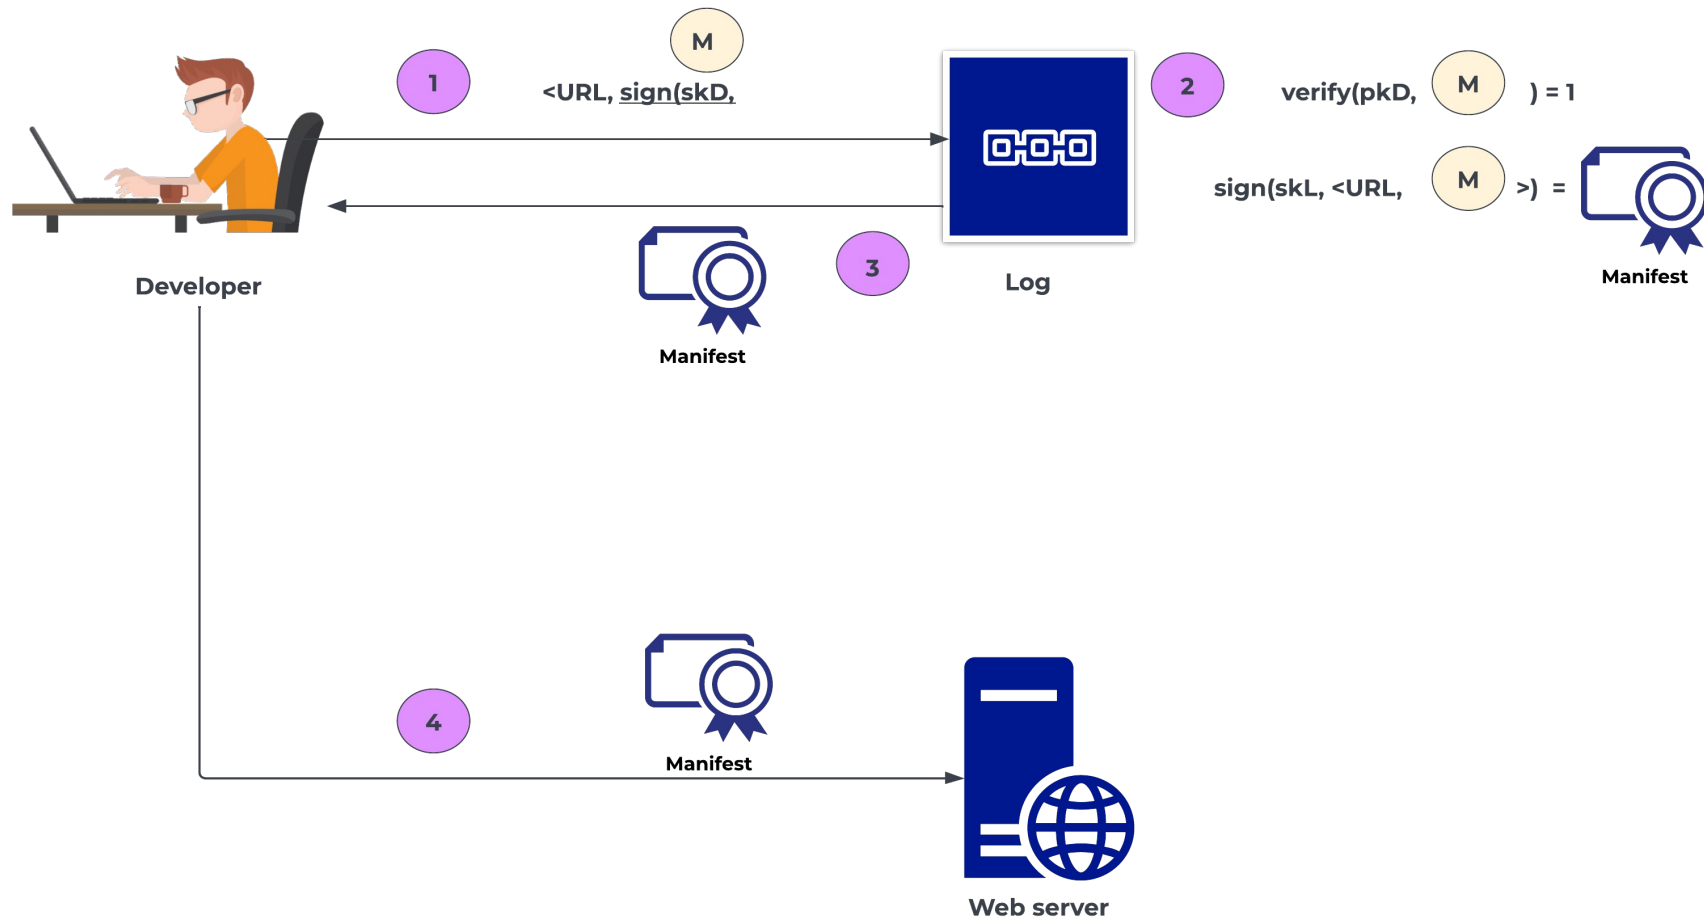 M
1
<URL, sign(skD,
2
verify(pkD, M ) = 1
sign(skL, <URL, M >) =
Manifest
3
Developer
Log
Manifest
4
Manifest
Web server